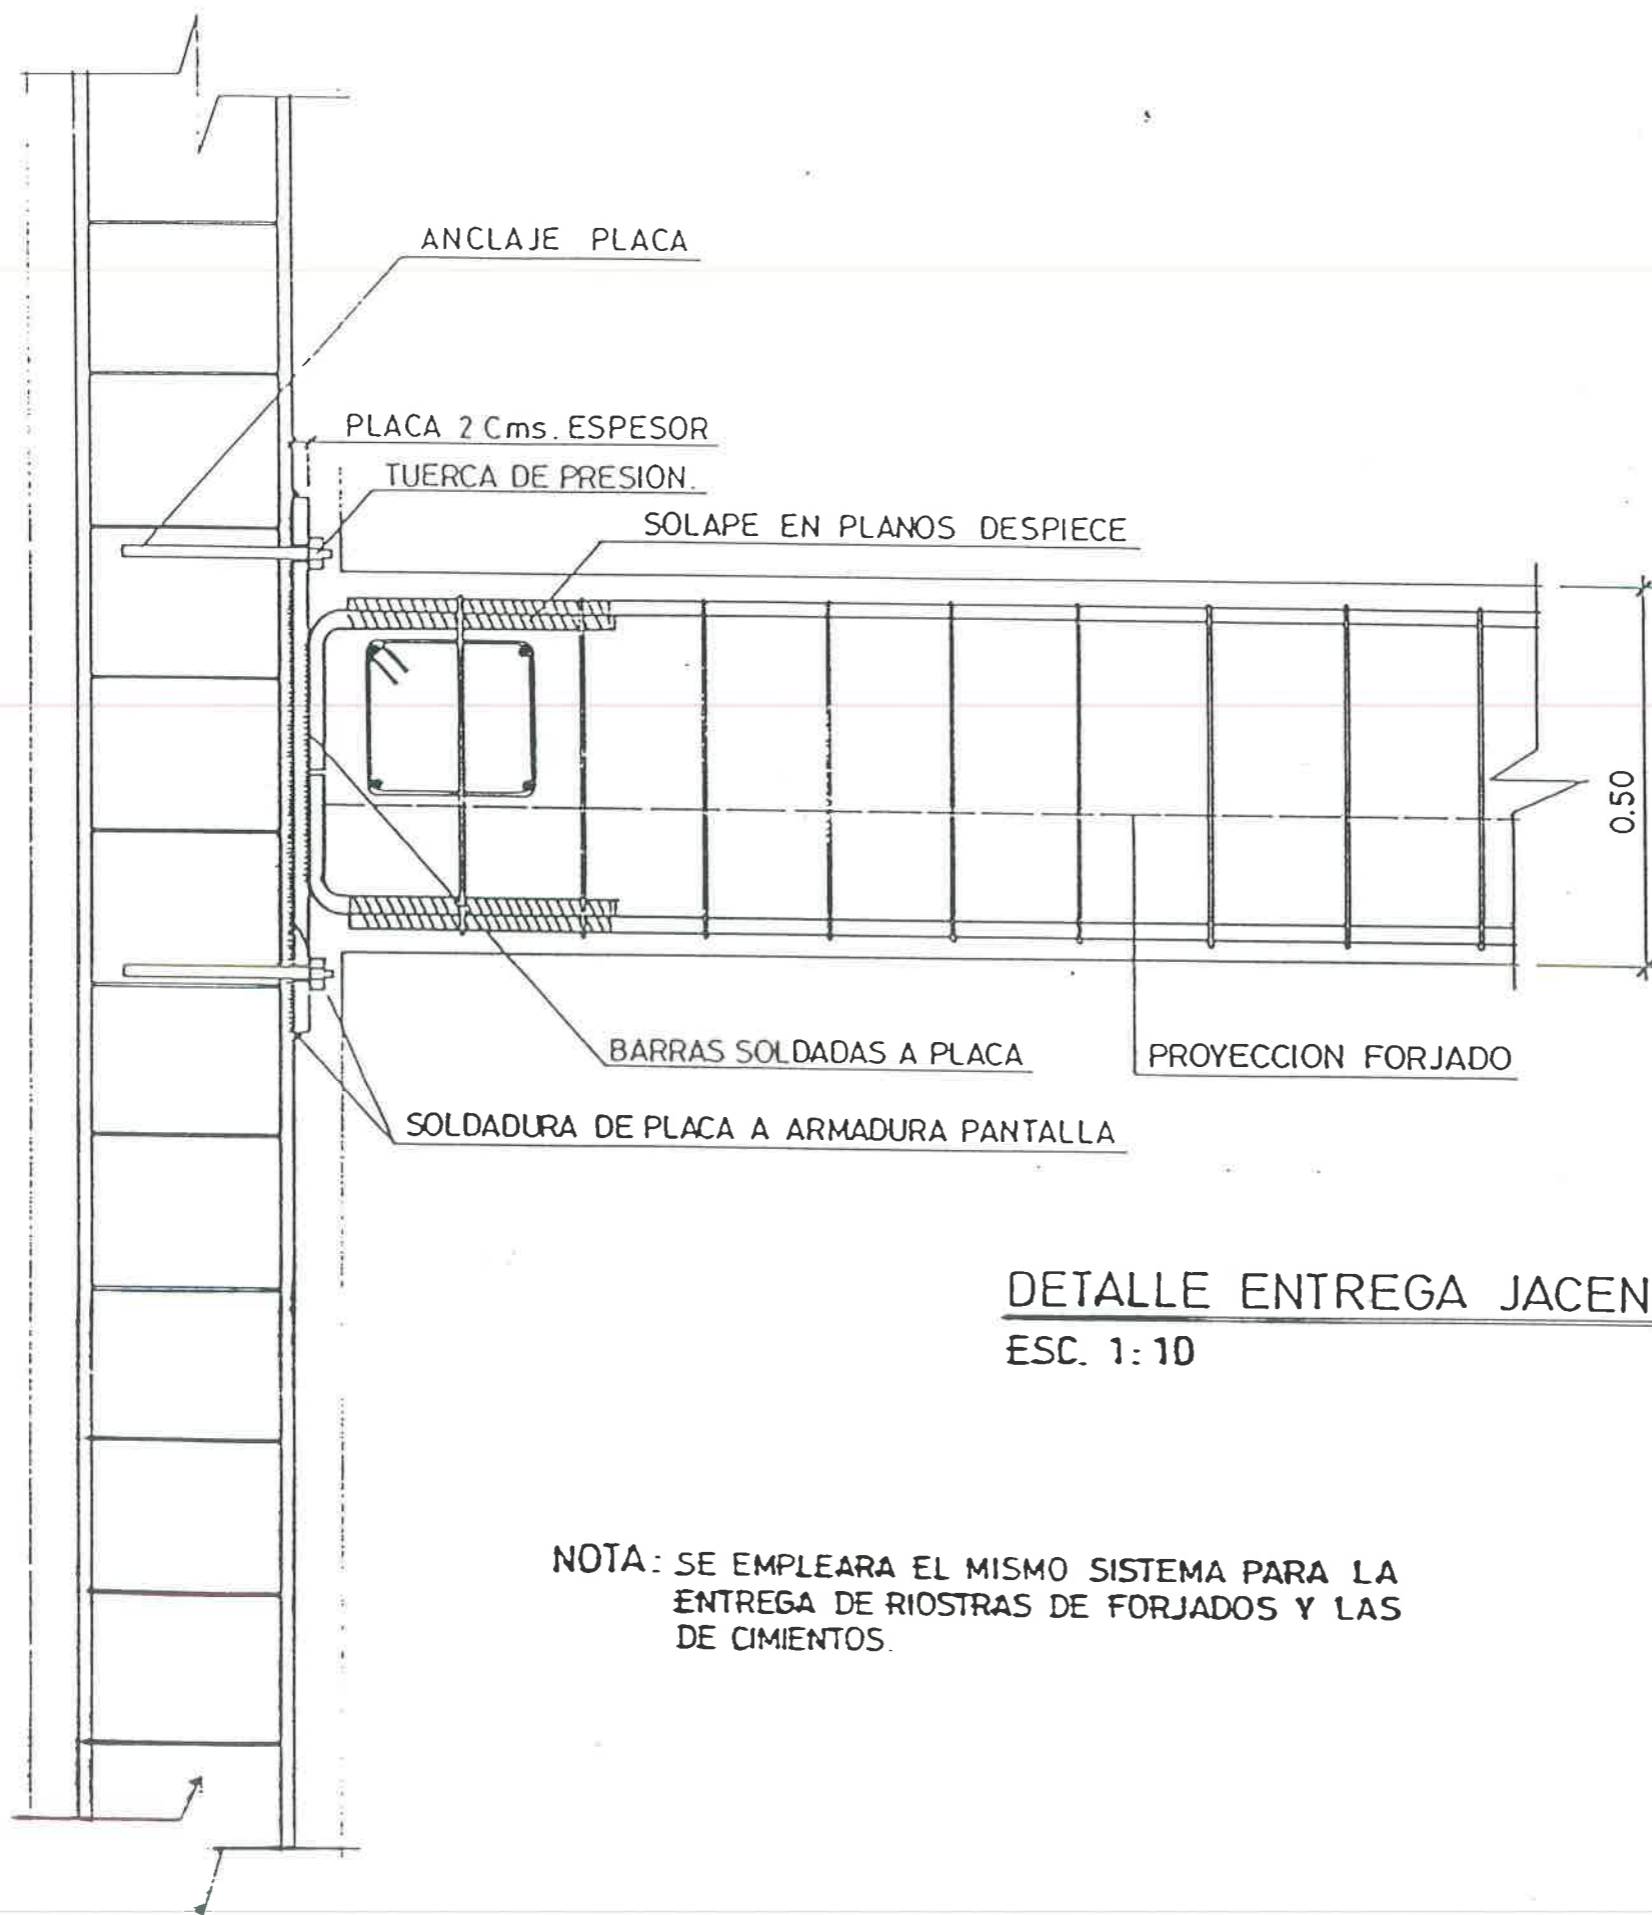 ANCLAJE PLACA
PLACA 2 Cms. ESPESOR
TUERCA DE PRESION.
SOLAPE EN PLANOS DESPIECE
0.50
BARRAS SOLDADAS A PLACA
PROYECCION FORJADO
SOLDADURA DE PLACA A ARMADURA PANTALLA
DETALLE ENTREGA JACEN
ESC. 1:10
NOTA: SE EMPLEARA EL MISMO SISTEMA PARA LA
ENTREGA DE RIOSTRAS DE FORJADOS Y LAS
DE CIMIENTOS.